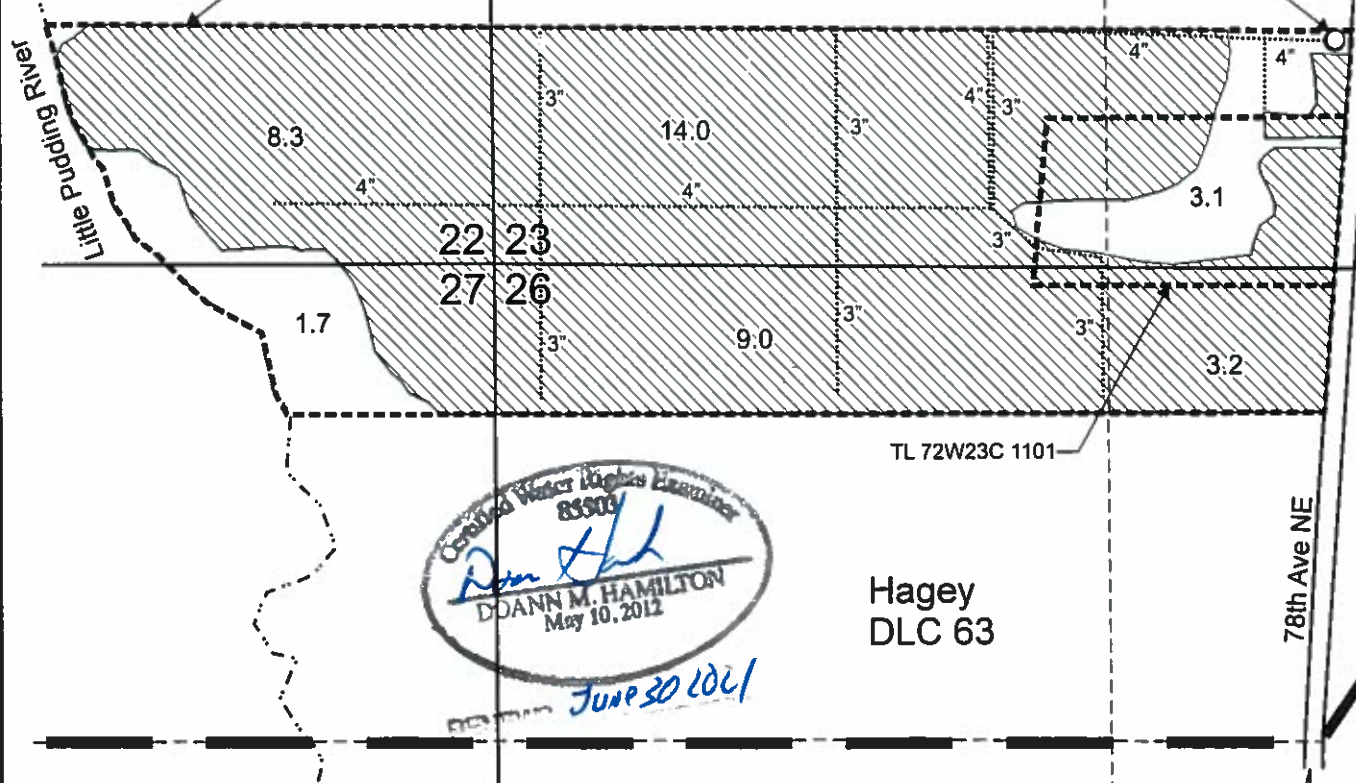 Little Pudding River
4"
4"
3"
4"
3"
3"
8.3
14.0
3.1
4"
4"
22 23
3"
27 26
1.7
3"
9.0
3"
3"
3.2
TL 72W23C 1101
Certified Water Rights Examiner
85503
DOANN M. HAMILTON
May 10, 2012
Hagey
DLC 63
78th Ave NE
June 30 2021